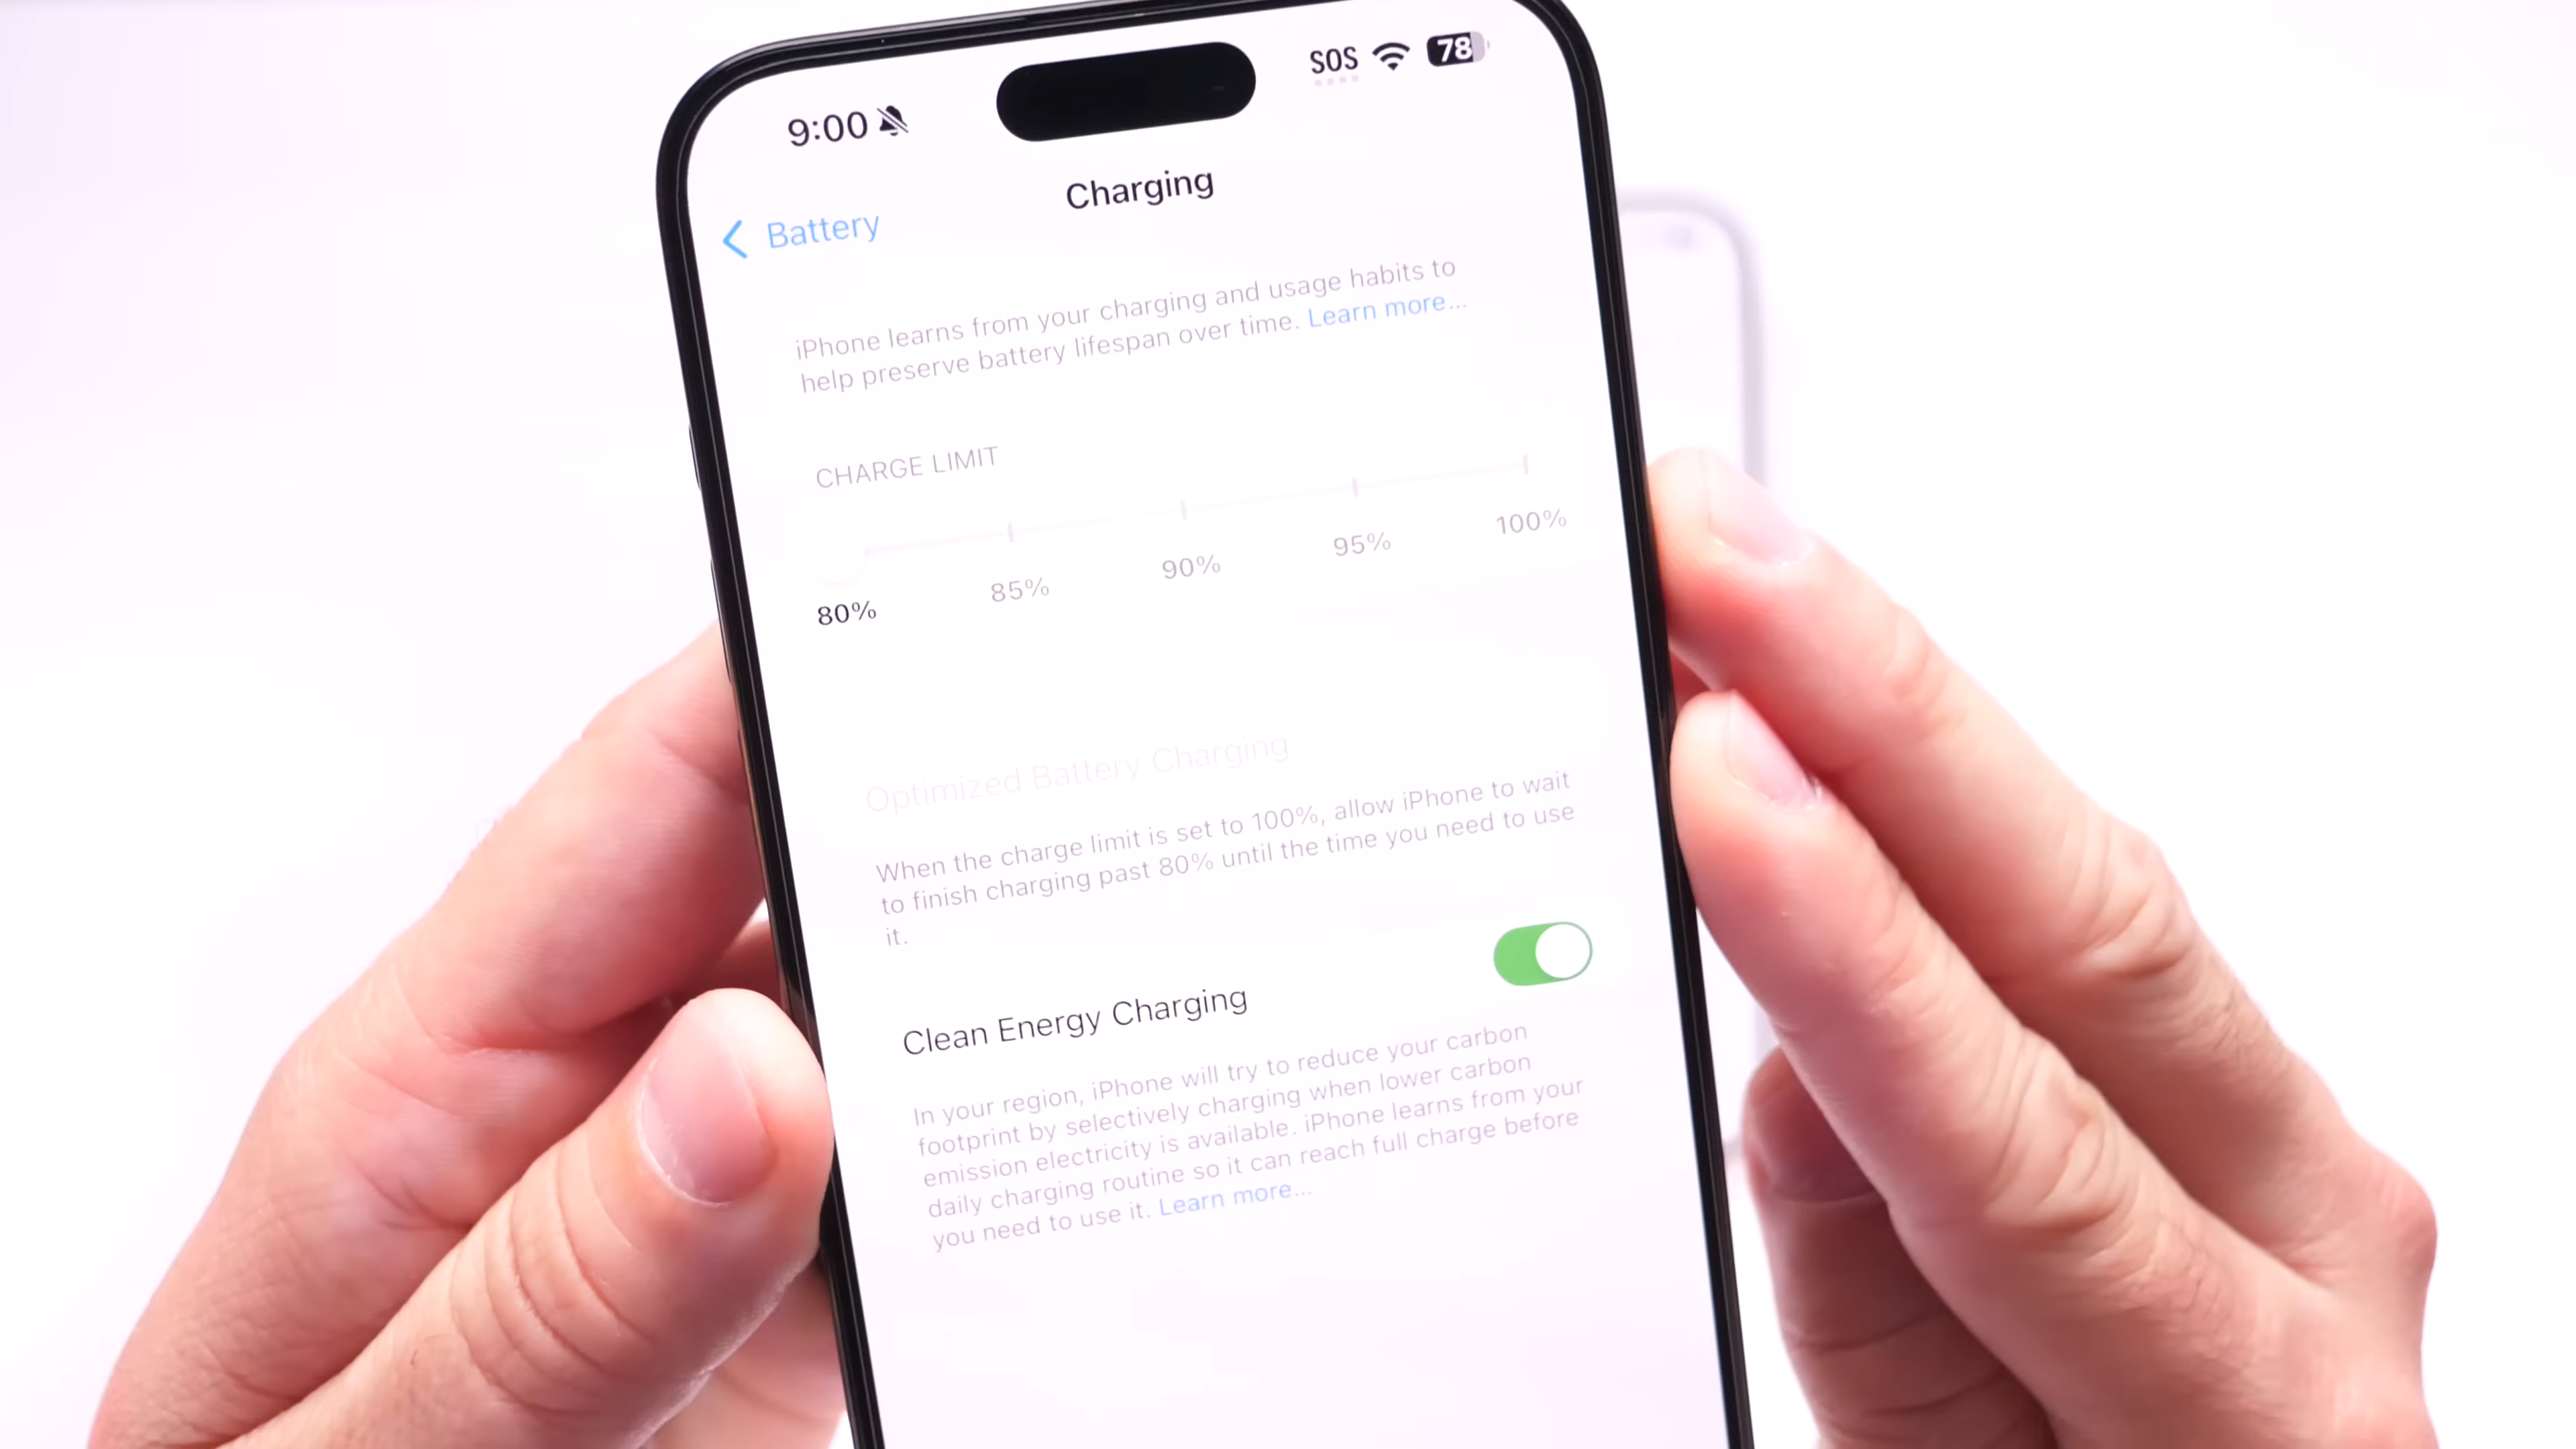 9:00
SOS
78
Charging
Battery
iPhone learns from your charging and usage habits to
help preserve battery lifespan over time. Learn more...
CHARGE LIMIT
80%
85%
90%
95%
100%
Optimized Battery Charging
When the charge limit is set to 100%, allow iPhone to wait
to finish charging past 80% until the time you need to use
it.
Clean Energy Charging
In your region, iPhone will try to reduce your carbon
footprint by selectively charging when lower carbon
emission electricity is available. iPhone learns from your
daily charging routine so it can reach full charge before
you need to use it. Learn more...